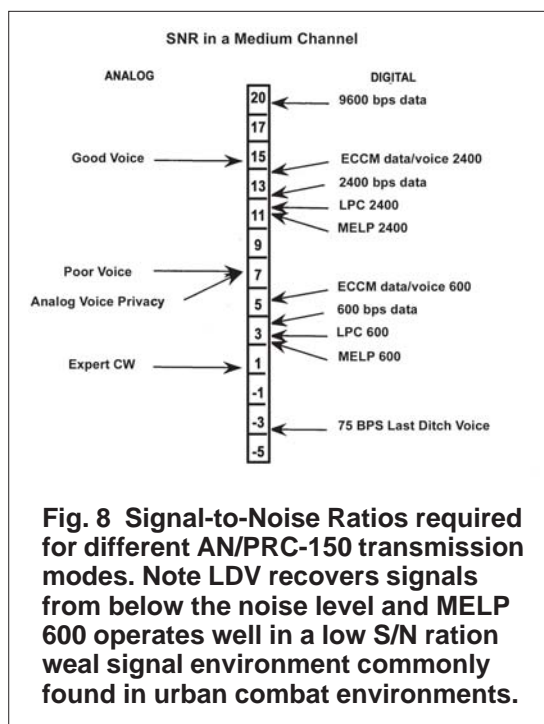 SNR in a Medium Channel
ANALOG
DIGITAL
20
9600 bps data
17
Good Voice
15
ECCM data/voice 2400
13
2400 bps data
LPC 2400
11
MELP 2400
9
Poor Voice
7
Analog Voice Privacy
5
ECCM data/voice 600
600 bps data
3
LPC 600
MELP 600
Expert CW
1
-1
-3
75 BPS Last Ditch Voice
-5
Fig. 8 Signal-to-Noise Ratios required
for different AN/PRC-150 transmission
modes. Note LDV recovers signals
from below the noise level and MELP
600 operates well in a low S/N ration
weal signal environment commonly
found in urban combat environments.